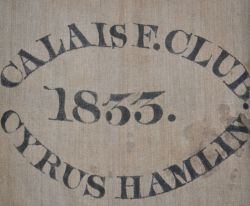 CALAIS F. CLUB
1833.
CYRUS HAMLIN